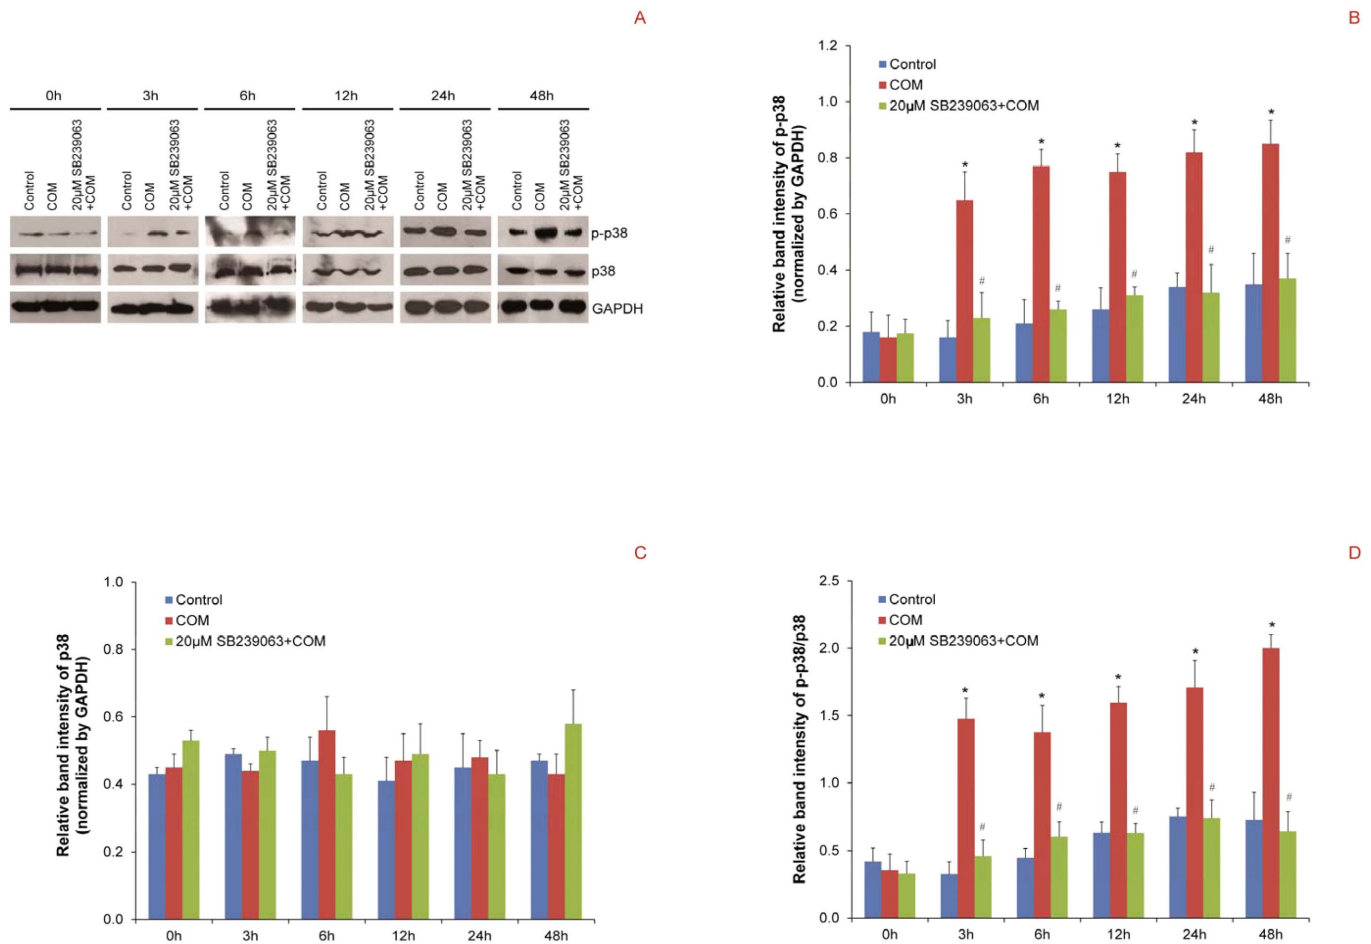 A
0h 3h 6h 12h 24h 48h
Control COM 20µM SB239063 +COM Control COM 20µM SB239063 +COM Control COM 20µM SB239063 +COM Control COM 20µM SB239063 +COM Control COM 20µM SB239063 +COM Control COM 20µM SB239063 +COM
p-p38
p38
GAPDH
B
Relative band intensity of p-p38
(normalized by GAPDH)
1.2
1.0
0.8
0.6
0.4
0.2
0.0
Control
COM
20µM SB239063+COM
* * * * *
# # # # #
0h 3h 6h 12h 24h 48h
C
Relative band intensity of p38
(normalized by GAPDH)
1.0
0.8
0.6
0.4
0.2
0.0
Control
COM
20µM SB239063+COM
0h 3h 6h 12h 24h 48h
D
Relative band intensity of p-p38/p38
2.5
2.0
1.5
1.0
0.5
0.0
Control
COM
20µM SB239063+COM
* * * * *
# # # # #
0h 3h 6h 12h 24h 48h